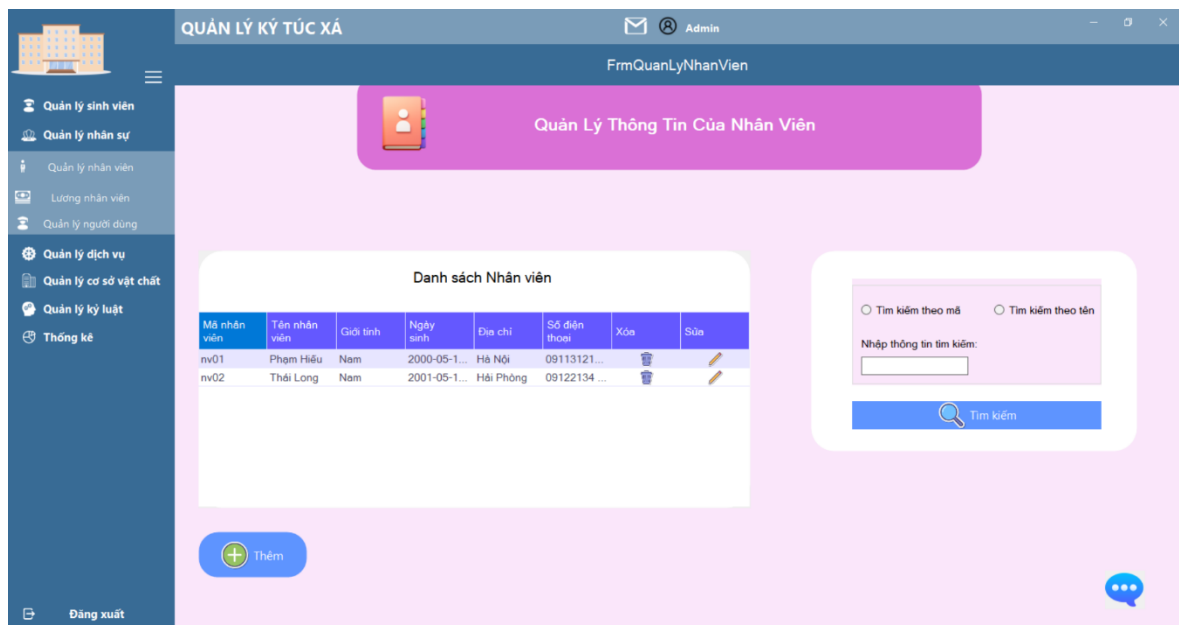 QUẢN LÝ KÝ TÚC XÁ
Admin
FrmQuanLyNhanVien
Quản lý sinh viên
Quản lý nhân sự
Quản lý nhân viên
Lương nhân viên
Quản lý người dùng
Quản lý dịch vụ
Quản lý cơ sở vật chất
Quản lý kỷ luật
Thống kê
Đăng xuất
Quản Lý Thông Tin Của Nhân Viên
Danh sách Nhân viên
Mã nhân viên Tên nhân viên Giới tính Ngày sinh Địa chỉ Số điện thoại Xóa Sửa
nv01 Phạm Hiếu Nam 2000-05-1... Hà Nội 09113121...
nv02 Thái Long Nam 2001-05-1... Hải Phòng 09122134 ...
Thêm
Tìm kiếm theo mã Tìm kiếm theo tên
Nhập thông tin tìm kiếm:
Tìm kiếm